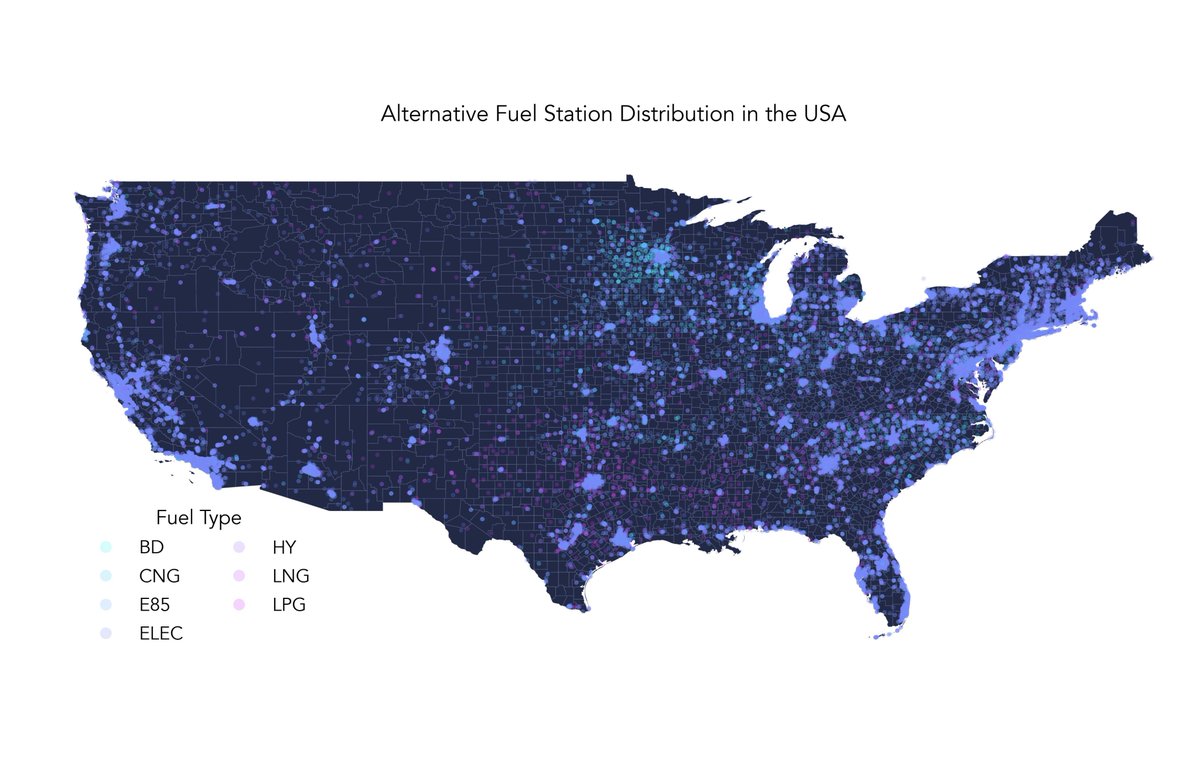 Alternative Fuel Station Distribution in the USA
Fuel Type
BD
CNG
E85
ELEC
HY
LNG
LPG